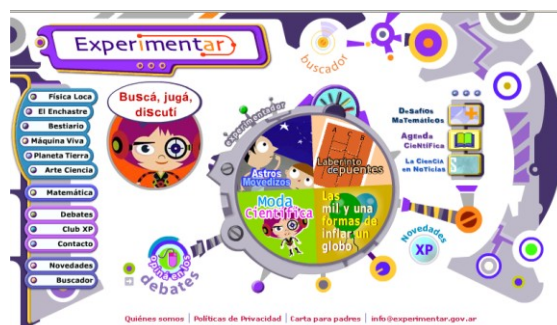 Experimentar
buscador
Física Loca
El Enchastre
Bestiario
Máquina Viva
Planeta Tierra
Arte Ciencia
Matemática
Debates
Club XP
Contacto
Novedades
Buscador
Buscá, jugá,
discutí
experimentador
Astros
Movedizos
A C B
Laberinto
de puentes
Moda
Científica
Las
mil y una
formas de
inflar un
globo
Desafíos
Matemáticos
Agenda
Científica
La Ciencia
en Noticias
Novedades
XP
Opiná en los
debates
Quiénes somos | Políticas de Privacidad | Carta para padres | info@experimentar.gov.ar